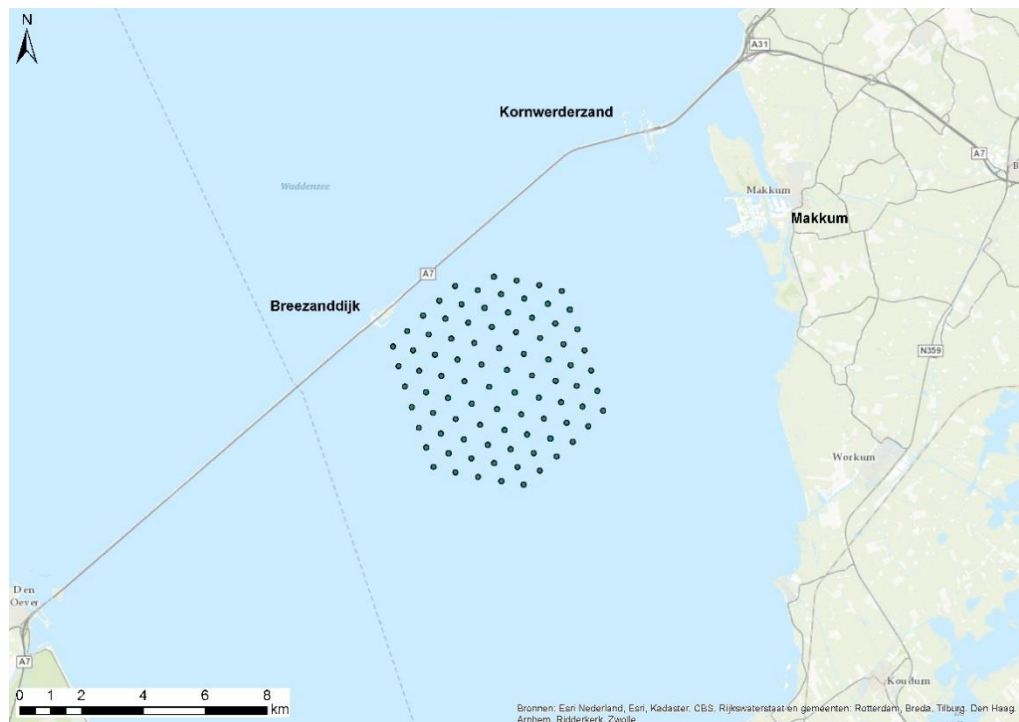 N
A31
Kornwerderzand
A7
B
Waddenzee
Makkum
Makkum
A7
Breezanddijk
N359
Workum
Den
Oever
A7
Koudum
0 1 2 4 6 8
km
Bronnen: Esri Nederland, Esri, Kadaster, CBS, Rijkswaterstaat en gemeenten: Rotterdam, Breda, Tilburg, Den Haag,
Arnhem, Ridderkerk, Zwolle